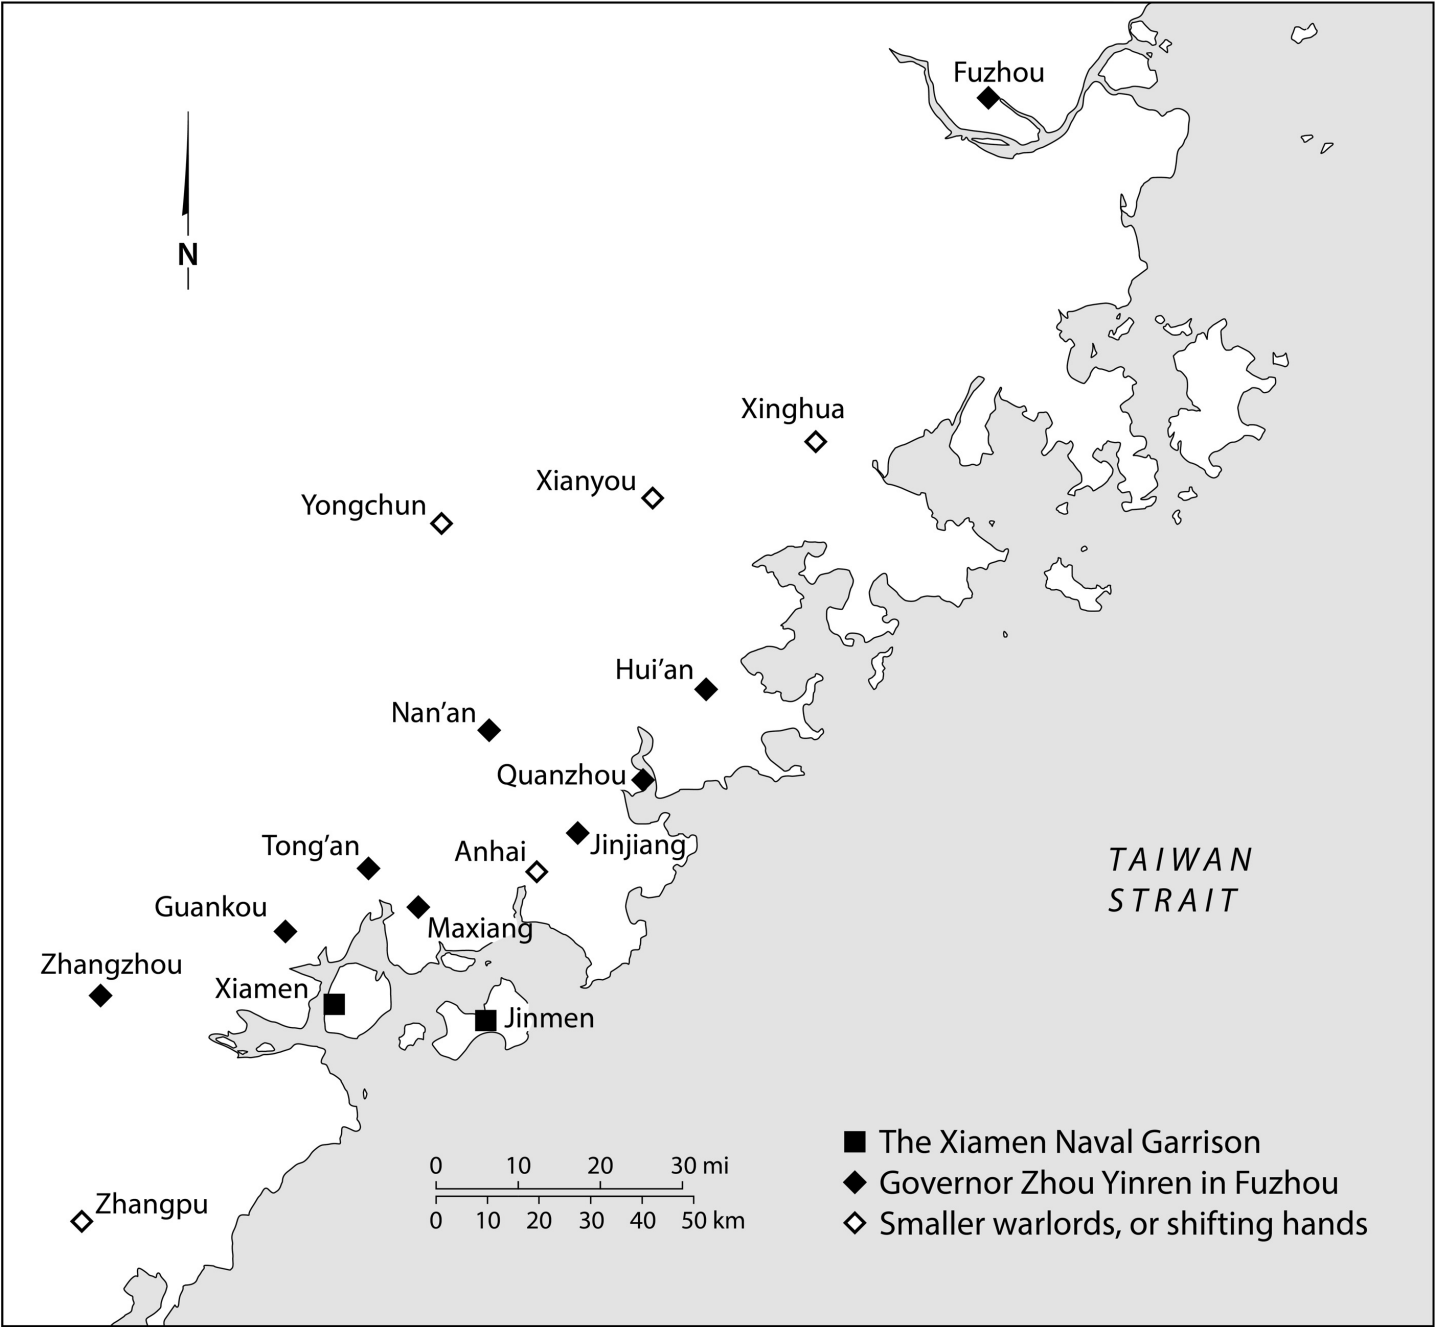 Fuzhou
N
Xinghua
Xianyou
Yongchun
Hui’an
Nan’an
Quanzhou
Jinjiang
Tong’an
Anhai
Guankou
Maxiang
Zhangzhou
Xiamen
Jinmen
TAIWAN
STRAIT
The Xiamen Naval Garrison
Governor Zhou Yinren in Fuzhou
Smaller warlords, or shifting hands
0 10 20 30 mi
0 10 20 30 40 50 km
Zhangpu